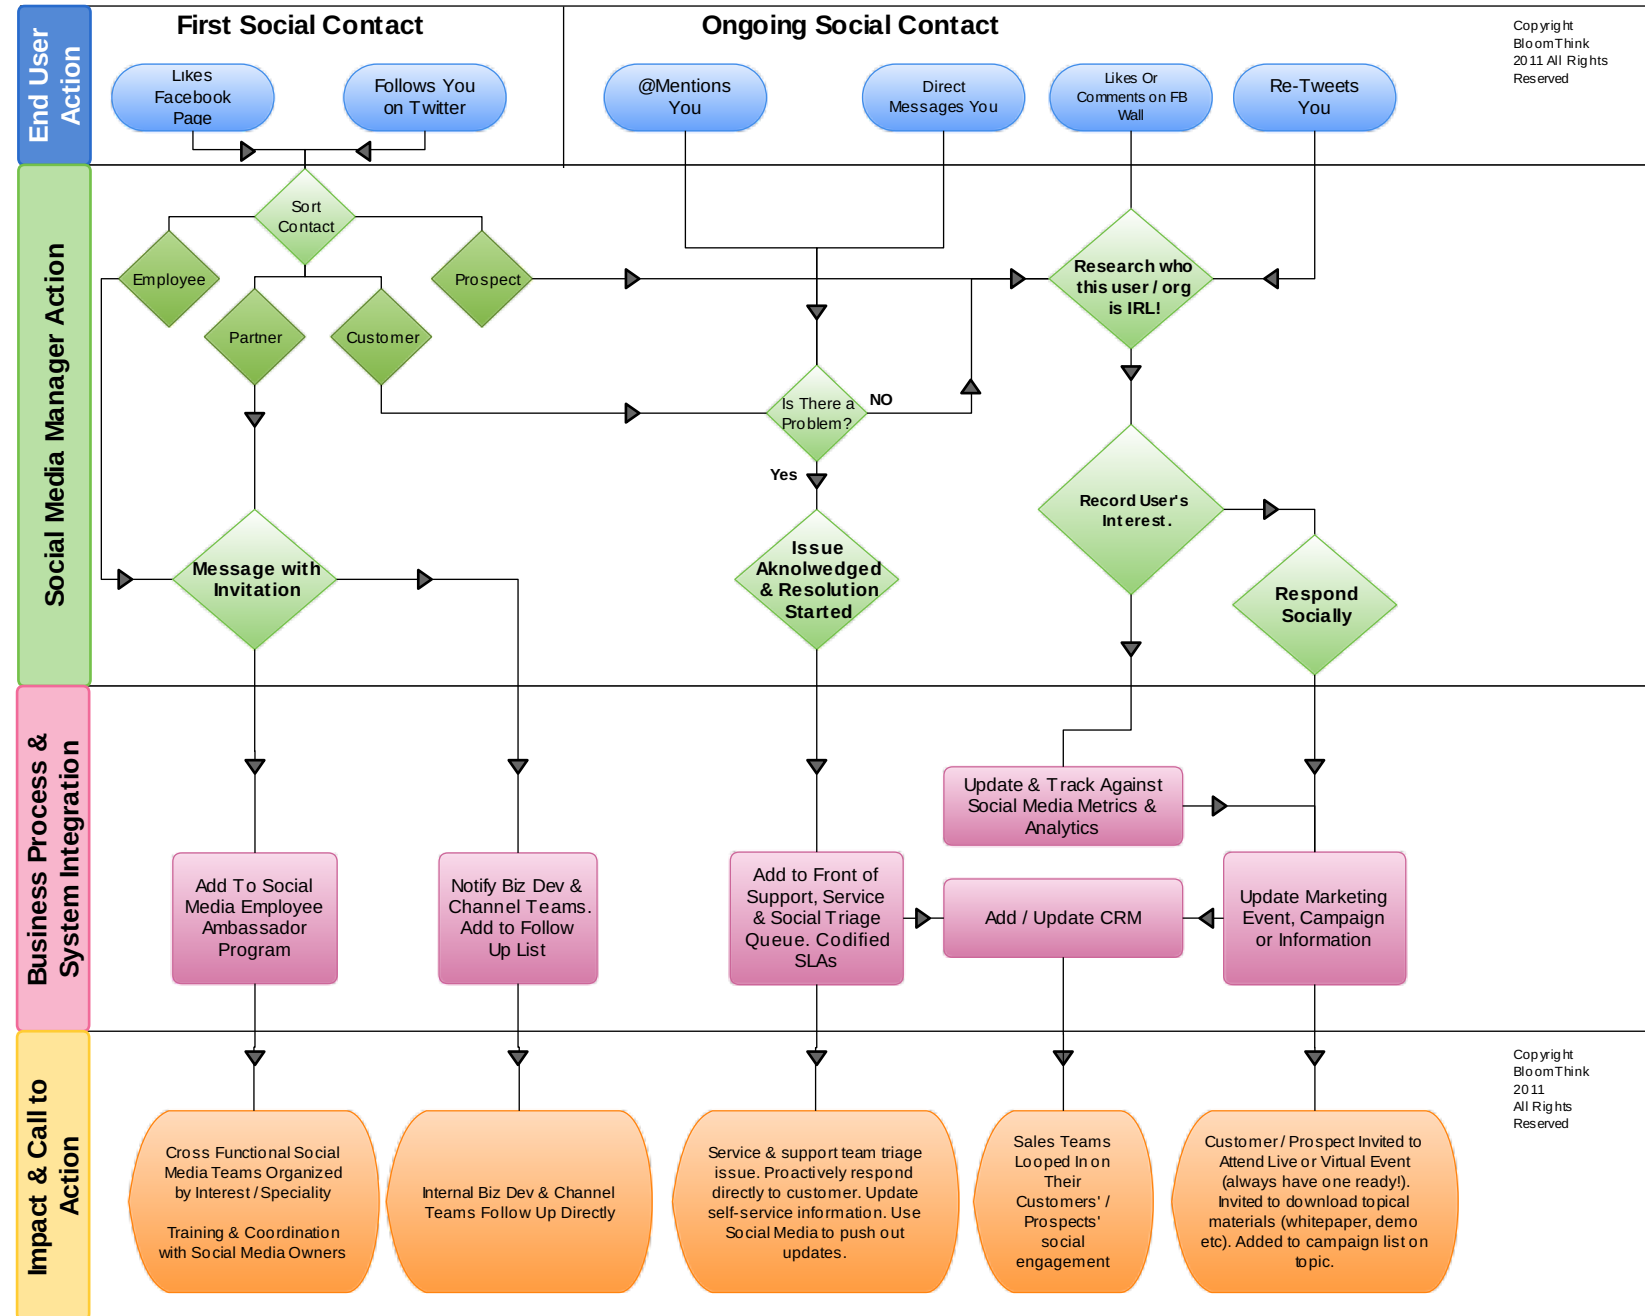 First Social Contact
Ongoing Social Contact
Copyright
BloomThink
2011 All Rights
Reserved
End User
Action
Likes
Facebook
Page
Follows You
on Twitter
@Mentions
You
Direct
Messages You
Likes Or
Comments on FB
Wall
Re-Tweets
You
Social Media Manager Action
Sort
Contact
Employee
Partner
Customer
Prospect
Research who
this user / org
is IRL!
Is There a
Problem?
NO
Yes
Record User's
Interest.
Message with
Invitation
Issue
Aknolwedged
& Resolution
Started
Respond
Socially
Business Process &
System Integration
Update & Track Against
Social Media Metrics &
Analytics
Add To Social
Media Employee
Ambassador
Program
Notify Biz Dev &
Channel Teams.
Add to Follow
Up List
Add to Front of
Support, Service
& Social Triage
Queue. Codified
SLAs
Add / Update CRM
Update Marketing
Event, Campaign
or Information
Impact & Call to
Action
Copyright
BloomThink
2011
All Rights
Reserved
Cross Functional Social
Media Teams Organized
by Interest / Speciality
Training & Coordination
with Social Media Owners
Internal Biz Dev & Channel
Teams Follow Up Directly
Service & support team triage
issue. Proactively respond
directly to customer. Update
self-service information. Use
Social Media to push out
updates.
Sales Teams
Looped In on
Their
Customers' /
Prospects'
social
engagement
Customer / Prospect Invited to
Attend Live or Virtual Event
(always have one ready!).
Invited to download topical
materials (whitepaper, demo
etc). Added to campaign list on
topic.